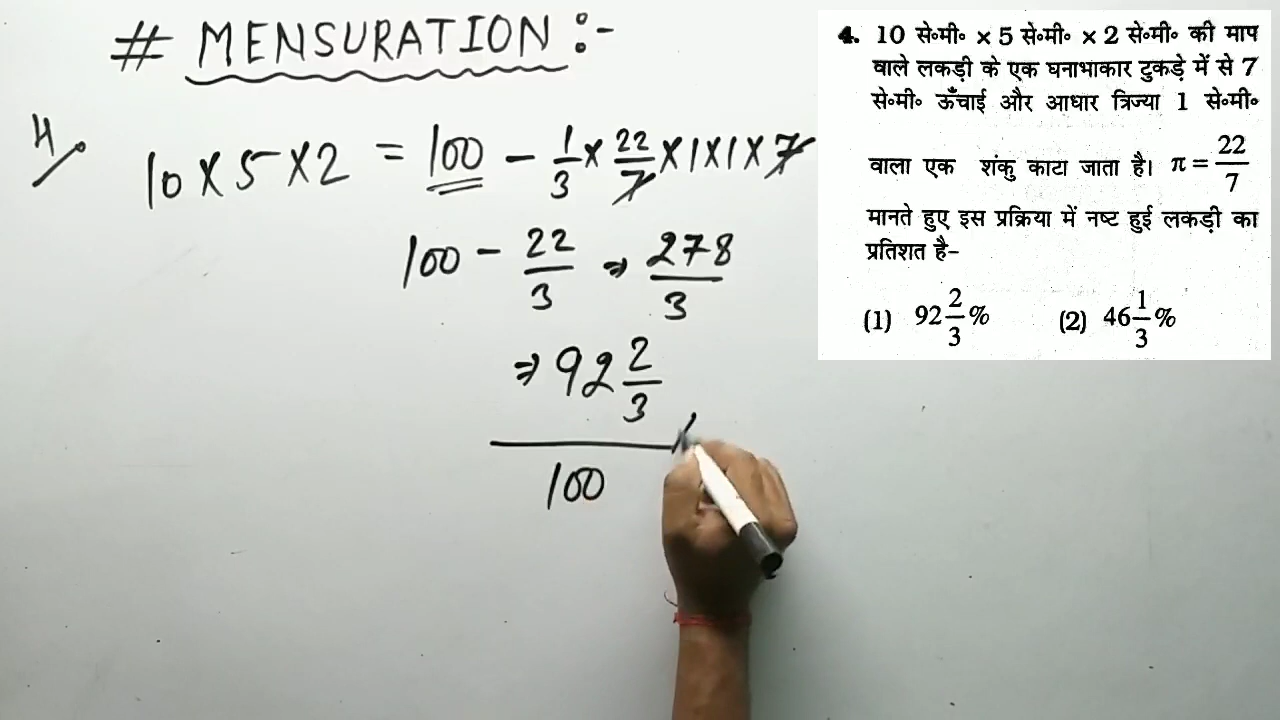 # MENSURATION :-
4. 10 × 5 × 2 = 100 - 1/3 × 22/7 × 1 × 1 × 7
100 - 22/3 ⇒ 278/3
⇒ 92 2/3
100
4. 10 से॰मी॰ × 5 से॰मी॰ × 2 से॰मी॰ की माप
वाले लकड़ी के एक घनाभाकार टुकड़े में से 7
से॰मी॰ ऊँचाई और आधार त्रिज्या 1 से॰मी॰
वाला एक शंकु काटा जाता है। π = 22/7
मानते हुए इस प्रक्रिया में नष्ट हुई लकड़ी का
प्रतिशत है-
(1) 92 2/3 % (2) 46 1/3 %